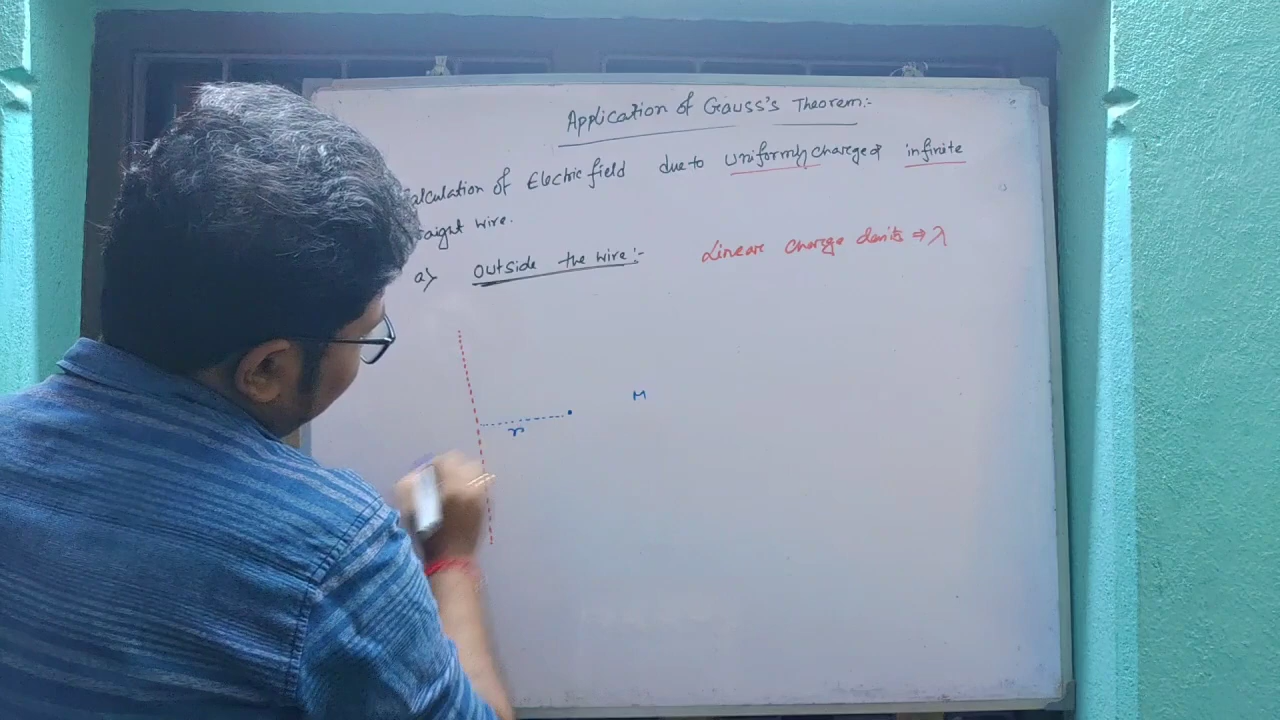 Application of Gauss's Theorem:-
alculation of Electric field due to uniformly charged infinite
raight wire.
a) outside the wire:-
Linear charge density ⇒ λ
M
r